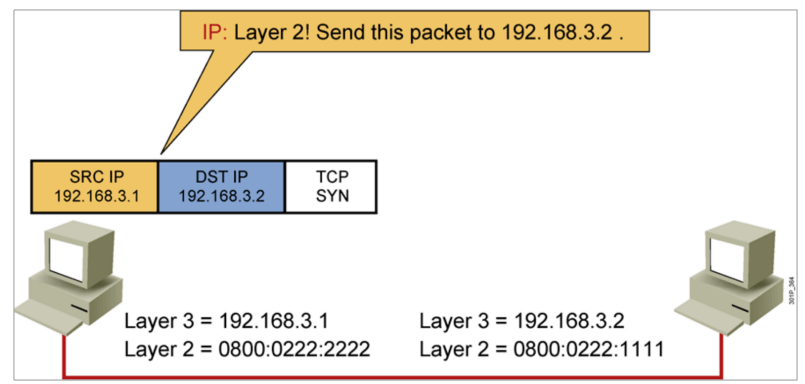 IP: Layer 2! Send this packet to 192.168.3.2 .
SRC IP
192.168.3.1
DST IP
192.168.3.2
TCP
SYN
Layer 3 = 192.168.3.1
Layer 2 = 0800:0222:2222
Layer 3 = 192.168.3.2
Layer 2 = 0800:0222:1111
301P_364